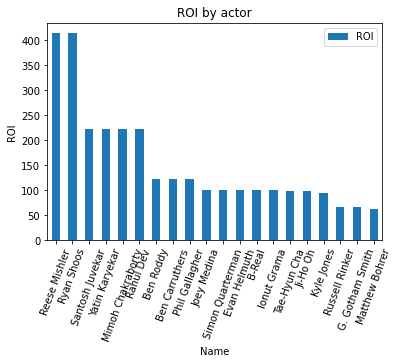 ROI by actor
ROI
400
350
300
250
200
150
100
50
0
ROI
Reese Mishler
Ryan Shoos
Santosh Juvekar
Yatin Karyekar
Mimoh Chakraborty
Rahul Dev
Ben Roddy
Ben Carruthers
Phil Gallagher
Joey Medina
Simon Quarterman
Evan Helmuth
B-Real
Ionut Grama
Tae-Hyun Cha
Ji-Ho Oh
Kyle Jones
Russell Rinker
G. Gotham Smith
Matthew Bohrer
Name